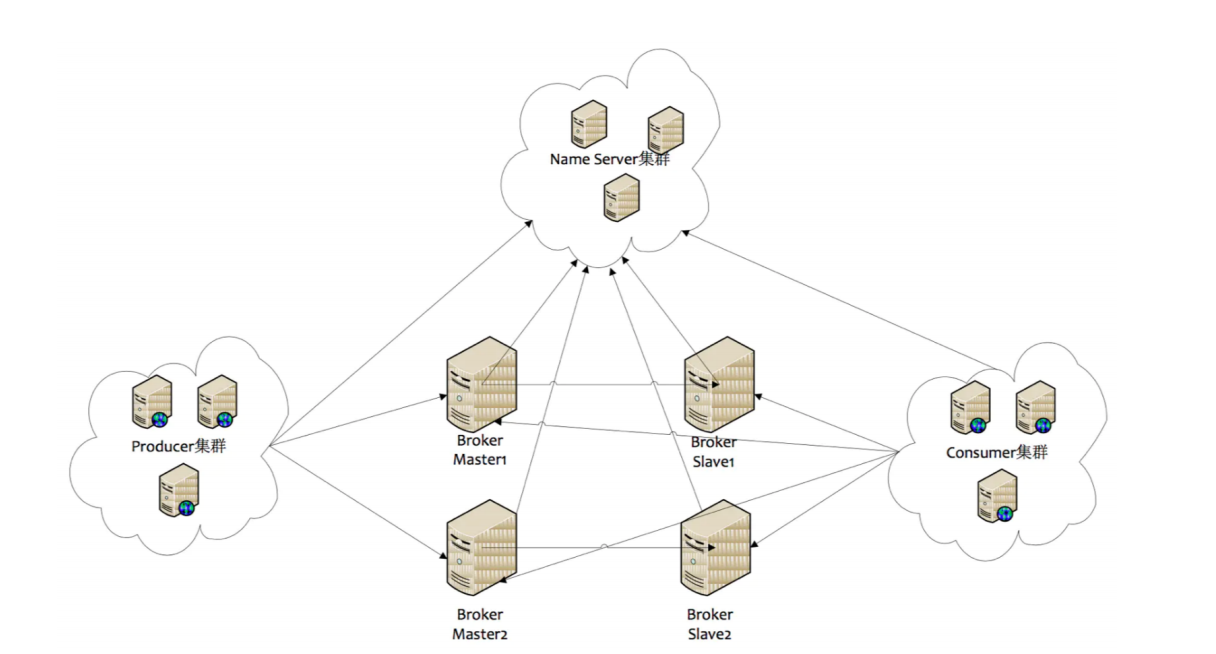 Name Server集群
Producer集群
Broker
Master1
Broker
Slave1
Consumer集群
Broker
Master2
Broker
Slave2